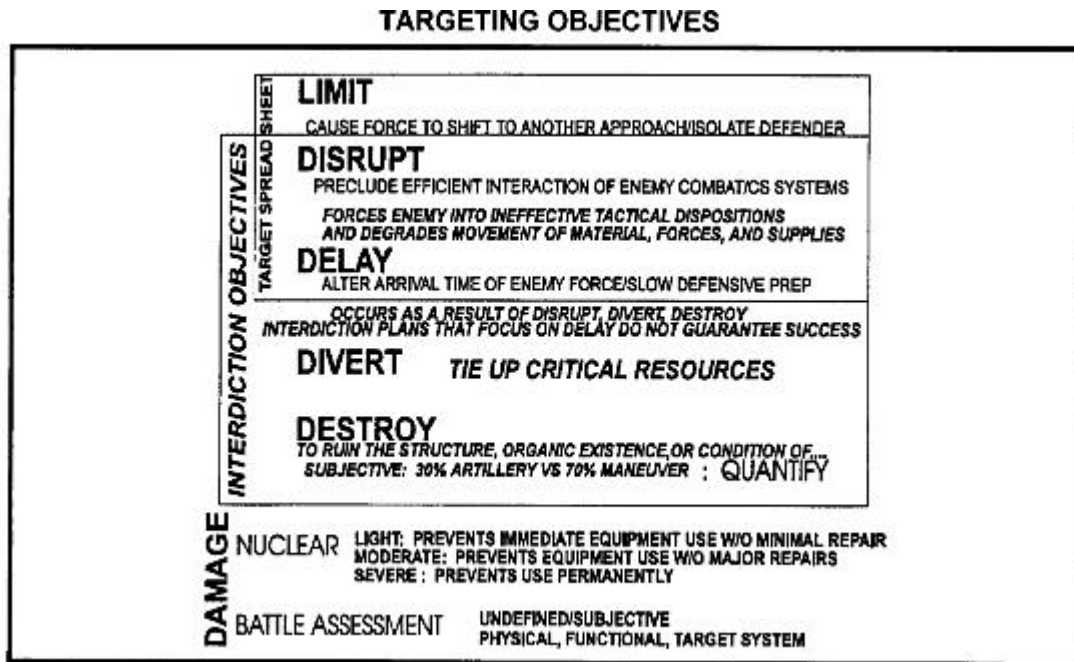 TARGETING OBJECTIVES
TARGET SPREAD SHEET
LIMIT
CAUSE FORCE TO SHIFT TO ANOTHER APPROACH/ISOLATE DEFENDER
INTERDICTION OBJECTIVES
DISRUPT
PRECLUDE EFFICIENT INTERACTION OF ENEMY COMBAT/CS SYSTEMS
FORCES ENEMY INTO INEFFECTIVE TACTICAL DISPOSITIONS
AND DEGRADES MOVEMENT OF MATERIAL, FORCES, AND SUPPLIES
DELAY
ALTER ARRIVAL TIME OF ENEMY FORCE/SLOW DEFENSIVE PREP
OCCURS AS A RESULT OF DISRUPT, DIVERT, DESTROY
INTERDICTION PLANS THAT FOCUS ON DELAY DO NOT GUARANTEE SUCCESS
DIVERT TIE UP CRITICAL RESOURCES
DESTROY
TO RUIN THE STRUCTURE, ORGANIC EXISTENCE, OR CONDITION OF....
SUBJECTIVE: 30% ARTILLERY VS 70% MANEUVER : QUANTIFY
DAMAGE
NUCLEAR LIGHT: PREVENTS IMMEDIATE EQUIPMENT USE W/O MINIMAL REPAIR
MODERATE: PREVENTS EQUIPMENT USE W/O MAJOR REPAIRS
SEVERE : PREVENTS USE PERMANENTLY
BATTLE ASSESSMENT UNDEFINED/SUBJECTIVE
PHYSICAL, FUNCTIONAL, TARGET SYSTEM